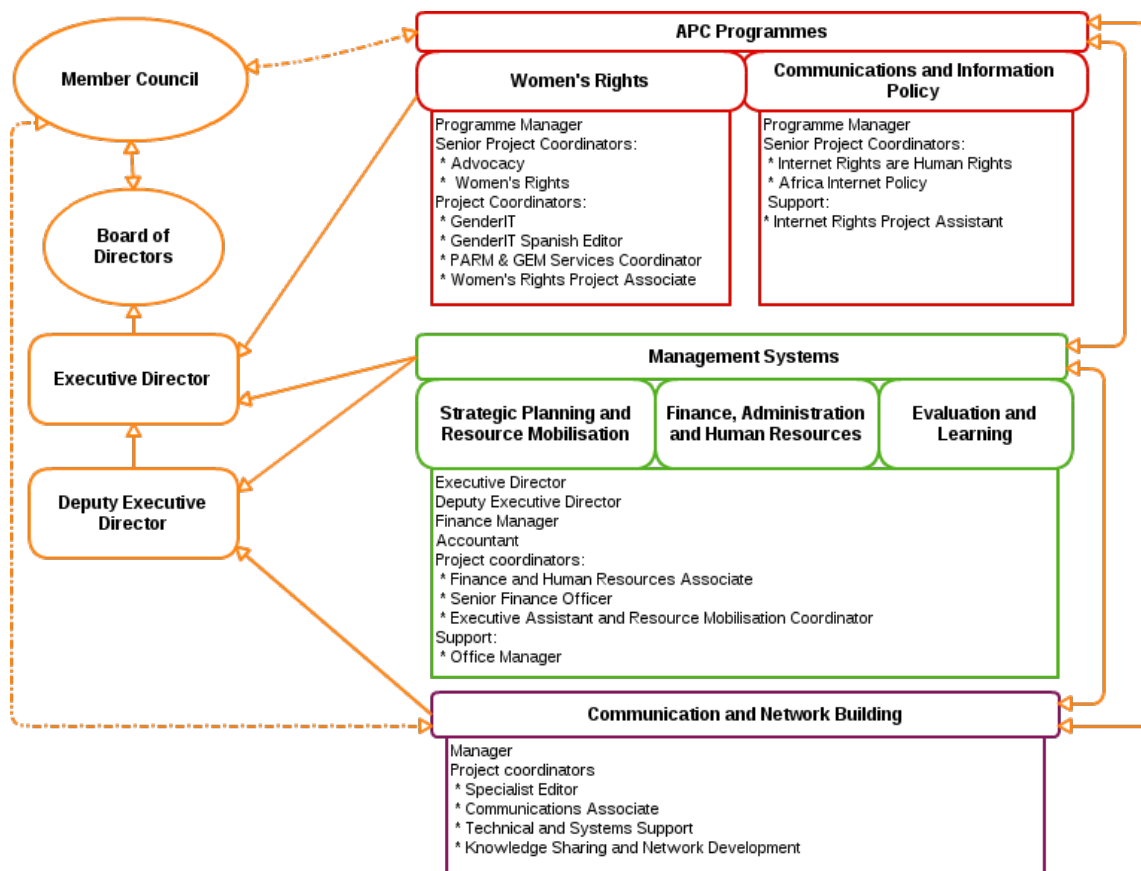 Member Council
Board of
Directors
Executive Director
Deputy Executive
Director
APC Programmes
Women's Rights
Programme Manager
Senior Project Coordinators:
* Advocacy
* Women's Rights
Project Coordinators:
* GenderIT
* GenderIT Spanish Editor
* PARM & GEM Services Coordinator
* Women's Rights Project Associate
Communications and Information
Policy
Programme Manager
Senior Project Coordinators:
* Internet Rights are Human Rights
* Africa Internet Policy
Support:
* Internet Rights Project Assistant
Management Systems
Strategic Planning and
Resource Mobilisation
Finance, Administration
and Human Resources
Evaluation and
Learning
Executive Director
Deputy Executive Director
Finance Manager
Accountant
Project coordinators:
* Finance and Human Resources Associate
* Senior Finance Officer
* Executive Assistant and Resource Mobilisation Coordinator
Support:
* Office Manager
Communication and Network Building
Manager
Project coordinators
* Specialist Editor
* Communications Associate
* Technical and Systems Support
* Knowledge Sharing and Network Development